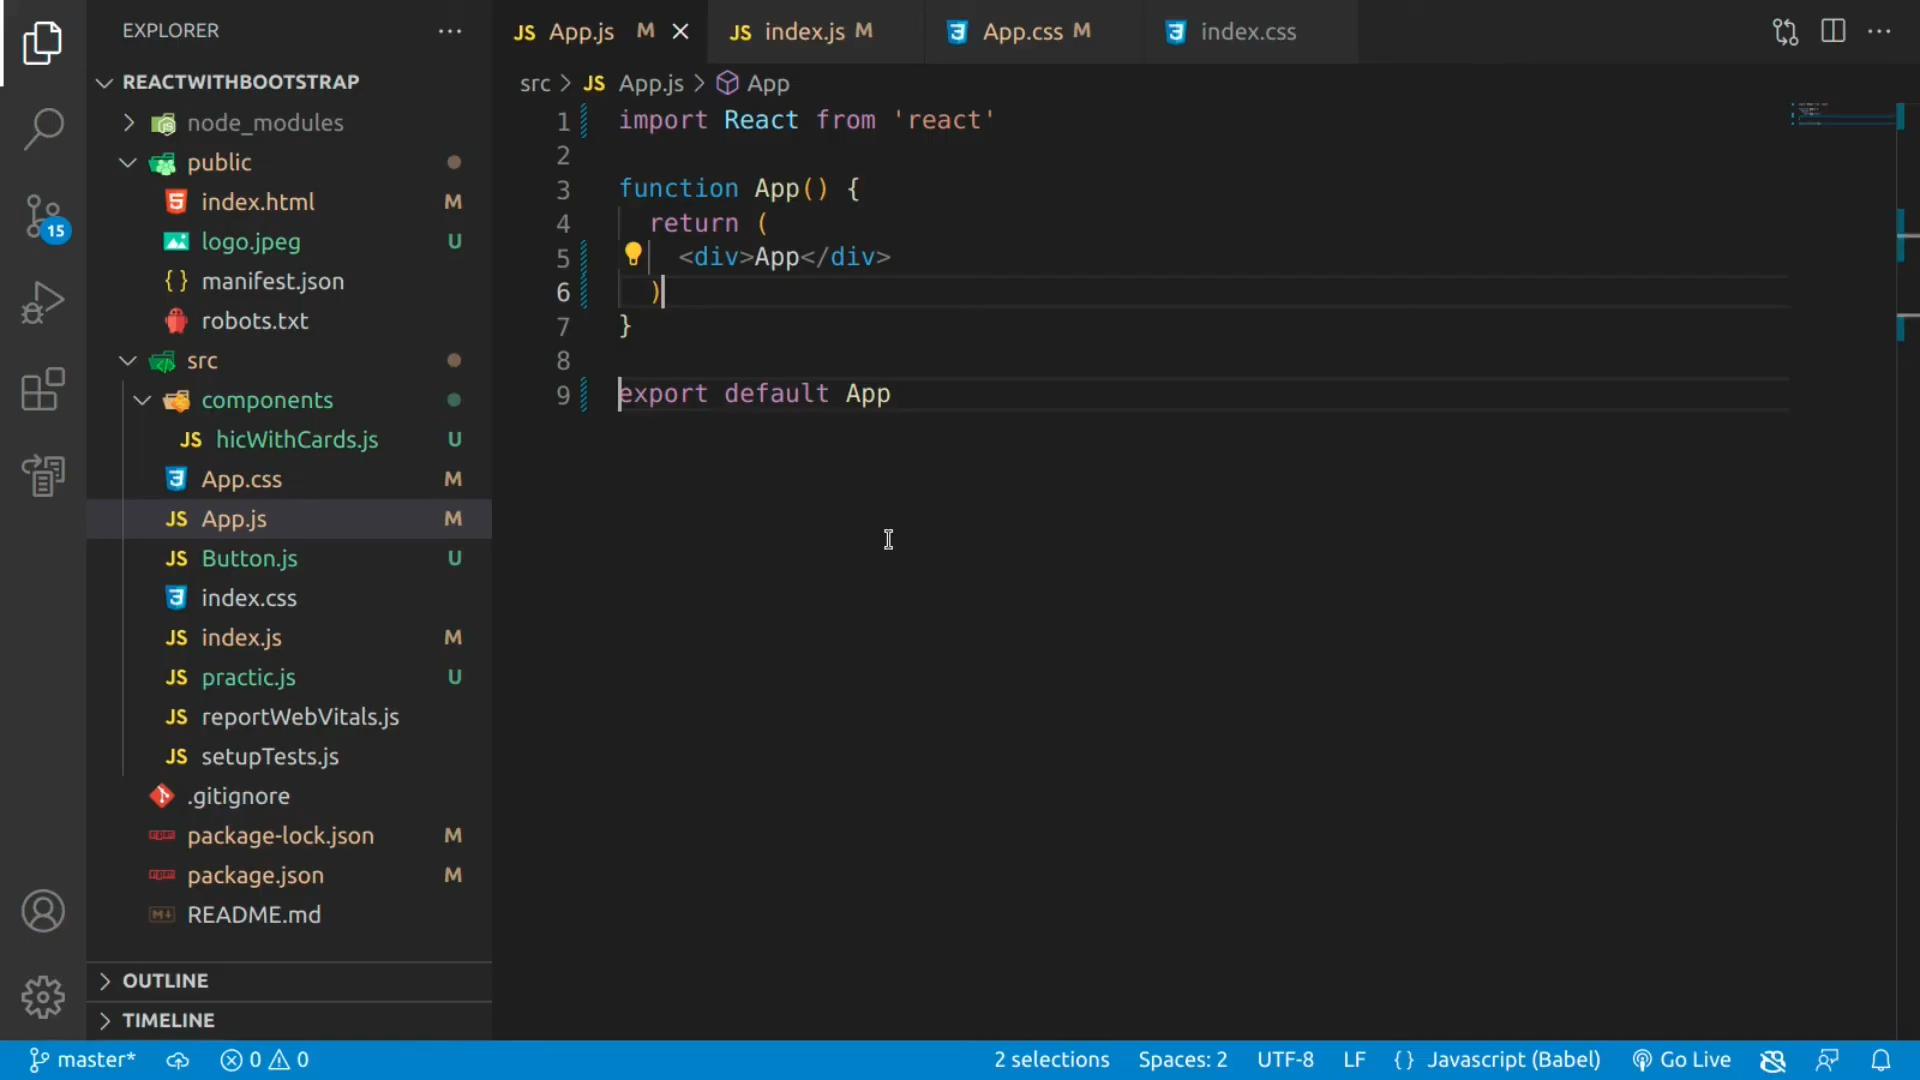 EXPLORER
REACTWITHBOOTSTRAP
node_modules
public
index.html M
logo.jpeg U
{} manifest.json
robots.txt
src
components
JS hicWithCards.js U
App.css M
JS App.js M
JS Button.js U
index.css
JS index.js M
JS practic.js U
JS reportWebVitals.js
JS setupTests.js
.gitignore
package-lock.json M
package.json M
README.md
OUTLINE
TIMELINE
15
JS App.js M JS index.js M App.css M index.css
src > JS App.js > App
1 import React from 'react'
2
3 function App() {
4 return (
5 <div>App</div>
6 )
7 }
8
9 export default App
master* 0 0 2 selections Spaces: 2 UTF-8 LF {} Javascript (Babel) Go Live